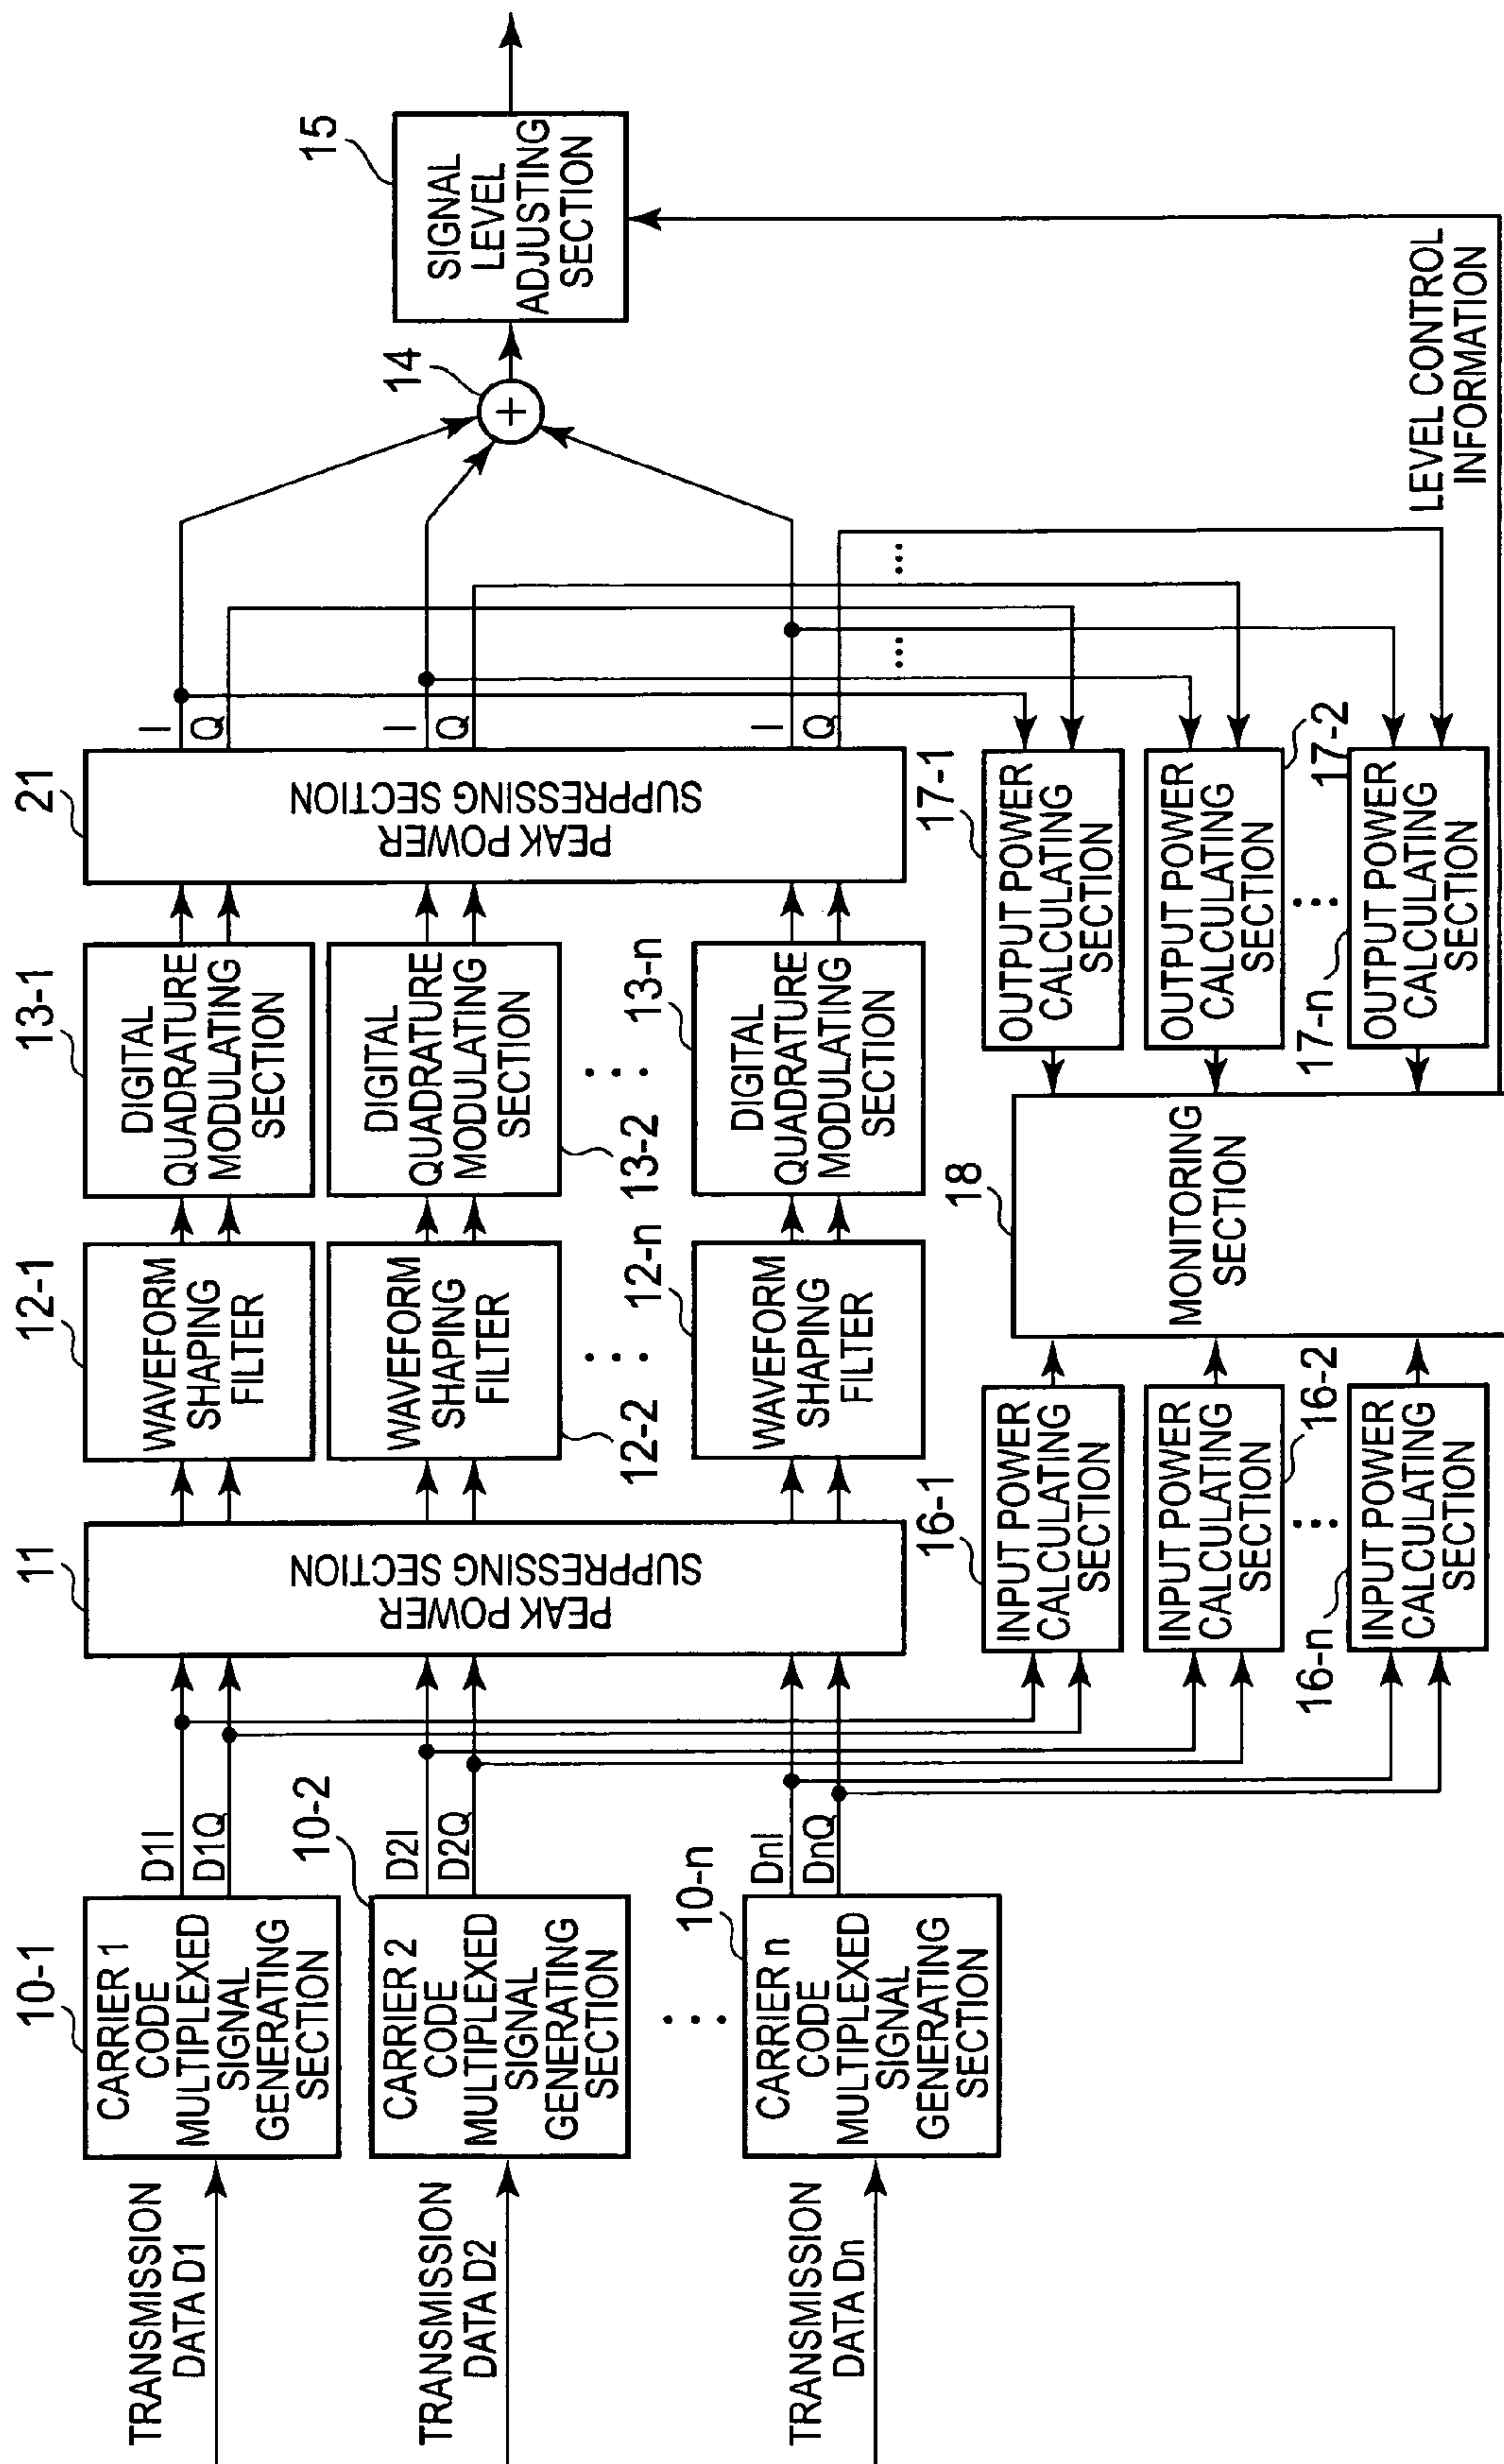 TRANSMISSION
DATA D1
TRANSMISSION
DATA D2
TRANSMISSION
DATA Dn
10-1
CARRIER 1
CODE
MULTIPLEXED
SIGNAL
GENERATING
SECTION
10-2
CARRIER 2
CODE
MULTIPLEXED
SIGNAL
GENERATING
SECTION
⋮
10-n
CARRIER n
CODE
MULTIPLEXED
SIGNAL
GENERATING
SECTION
D1I
D1Q
D2I
D2Q
DnI
DnQ
11
PEAK POWER
SUPPRESSING SECTION
12-1
WAVEFORM
SHAPING
FILTER
WAVEFORM
SHAPING
FILTER
12-2
⋮
12-n
WAVEFORM
SHAPING
FILTER
13-1
DIGITAL
QUADRATURE
MODULATING
SECTION
DIGITAL
QUADRATURE
MODULATING
SECTION
13-2
⋮
13-n
DIGITAL
QUADRATURE
MODULATING
SECTION
21
PEAK POWER
SUPPRESSING SECTION
I
Q
I
Q
I
Q
14
+
15
SIGNAL
LEVEL
ADJUSTING
SECTION
16-1
INPUT POWER
CALCULATING
SECTION
INPUT POWER
CALCULATING
SECTION
16-2
⋮
16-n
INPUT POWER
CALCULATING
SECTION
18
MONITORING
SECTION
17-1
OUTPUT POWER
CALCULATING
SECTION
OUTPUT POWER
CALCULATING
SECTION
17-2
⋮
17-n
OUTPUT POWER
CALCULATING
SECTION
...
...
LEVEL CONTROL
INFORMATION